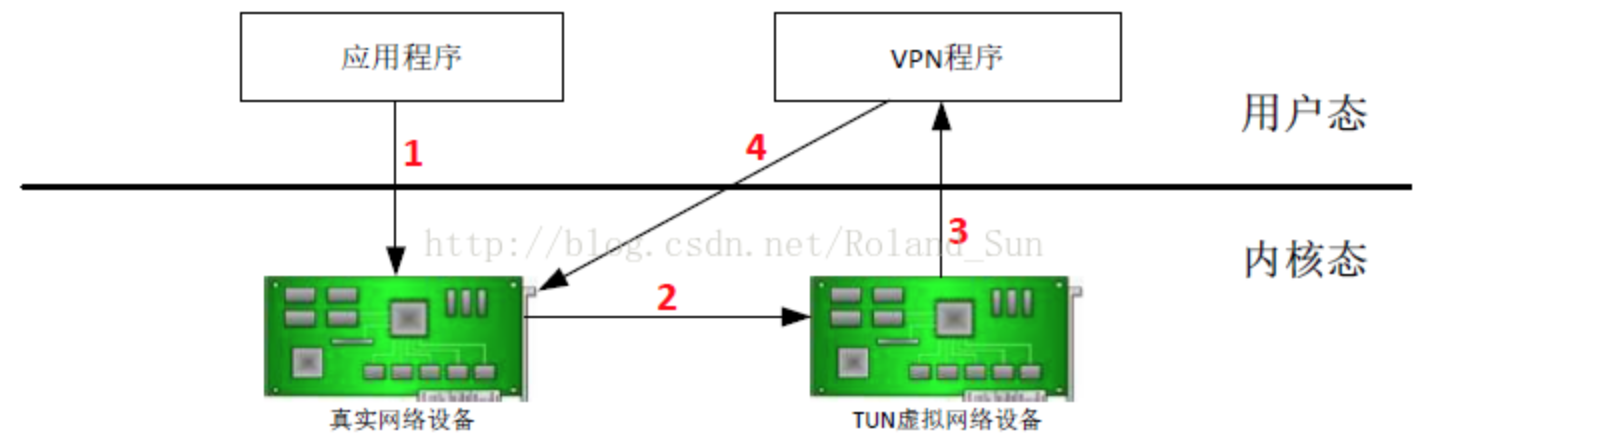 应用程序
VPN程序
用户态
1
4
http://blog.csdn.net/Roland_Sun
3
内核态
2
真实网络设备
TUN虚拟网络设备